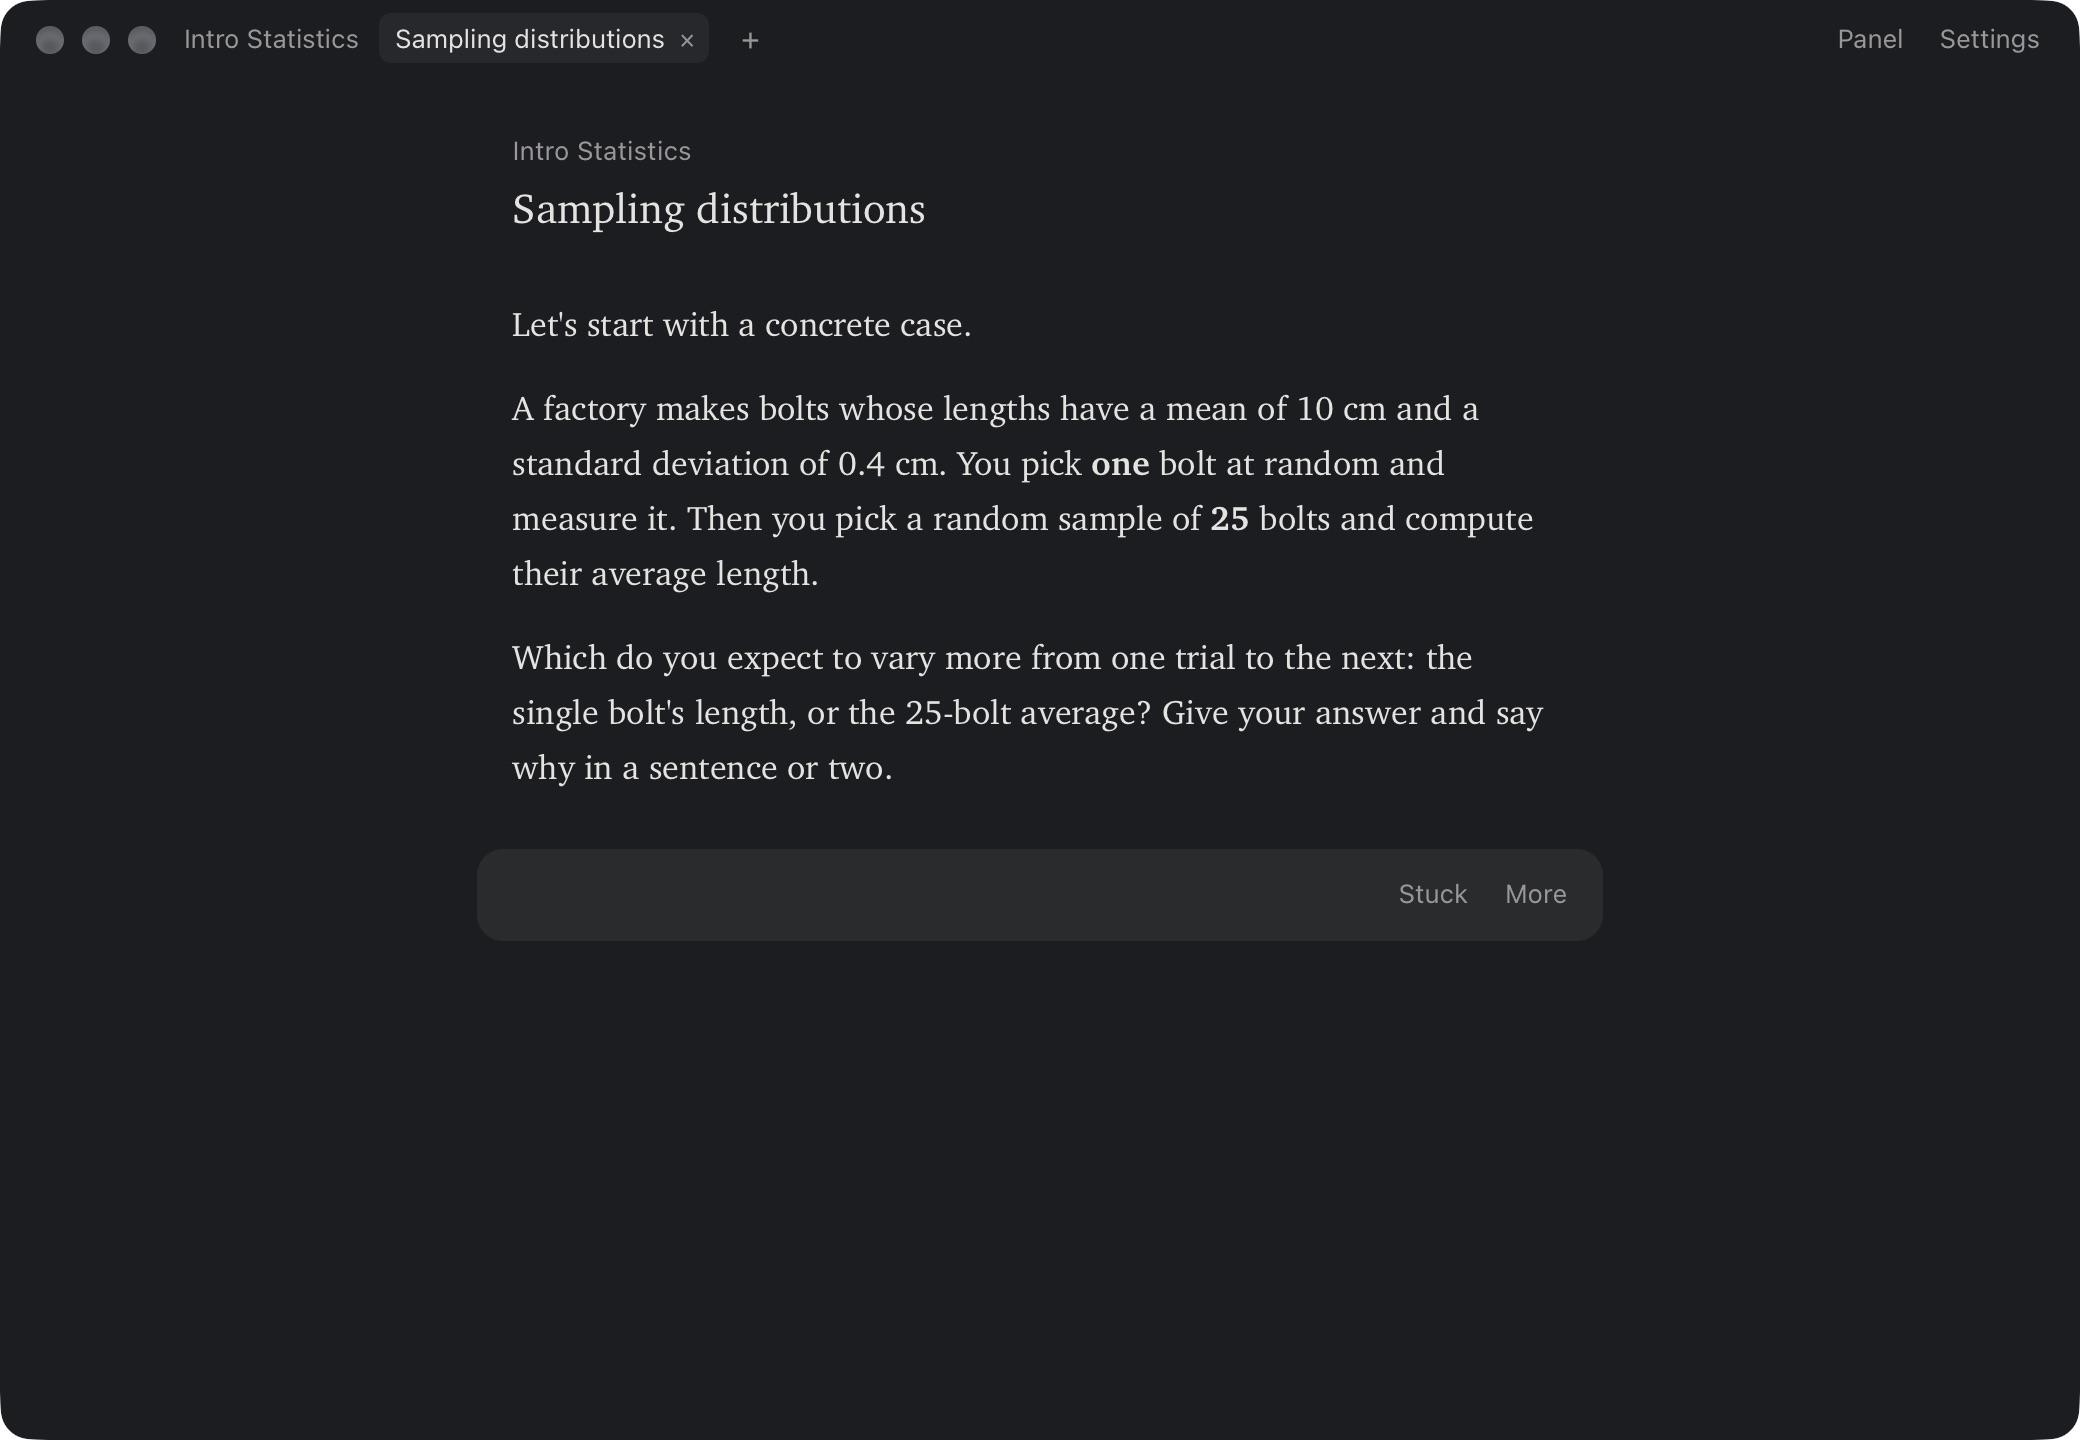 Intro Statistics
Sampling distributions ×
+
Panel
Settings
Intro Statistics
Sampling distributions
Let's start with a concrete case.
A factory makes bolts whose lengths have a mean of 10 cm and a
standard deviation of 0.4 cm. You pick one bolt at random and
measure it. Then you pick a random sample of 25 bolts and compute
their average length.
Which do you expect to vary more from one trial to the next: the
single bolt's length, or the 25-bolt average? Give your answer and say
why in a sentence or two.
Stuck
More